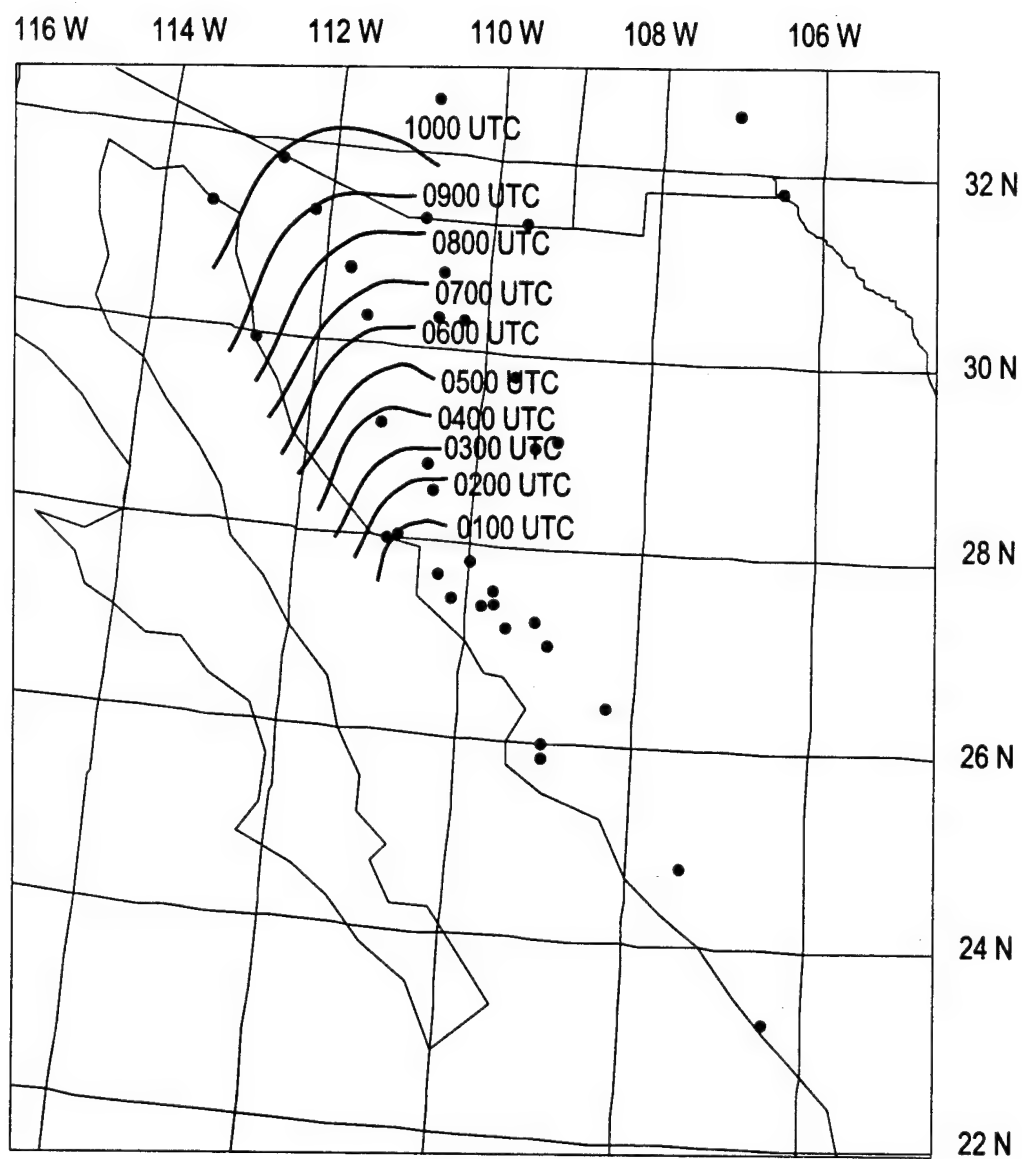 116 W 114 W 112 W 110 W 108 W 106 W
1000 UTC
32 N
0900 UTC
0800 UTC
0700 UTC
0600 UTC
30 N
0500 UTC
0400 UTC
0300 UTC
0200 UTC
0100 UTC
28 N
26 N
24 N
22 N